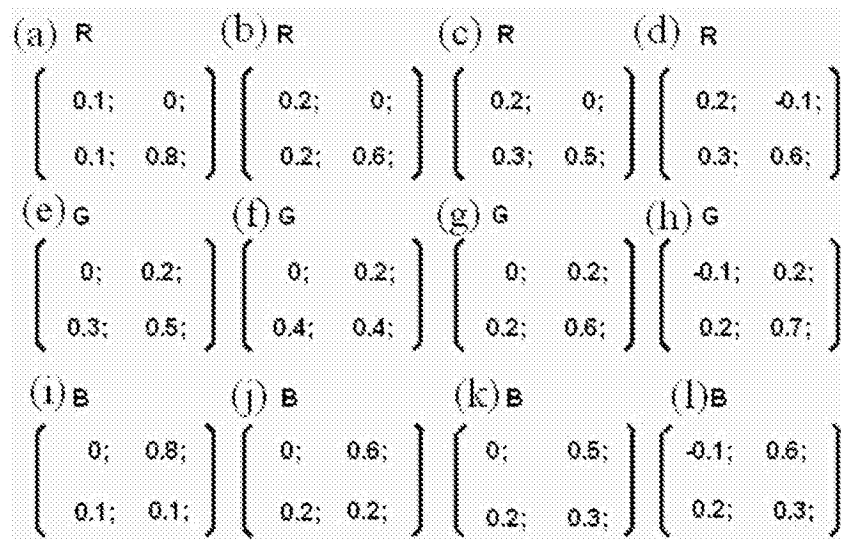 (a) R (b) R (c) R (d) R
0.1; 0; 0.2; 0; 0.2; 0; 0.2; -0.1;
0.1; 0.8; 0.2; 0.6; 0.3; 0.5; 0.3; 0.6;
(e) G (f) G (g) G (h) G
0; 0.2; 0; 0.2; 0; 0.2; -0.1; 0.2;
0.3; 0.5; 0.4; 0.4; 0.2; 0.6; 0.2; 0.7;
(i) B (j) B (k) B (l) B
0; 0.8; 0; 0.6; 0; 0.5; -0.1; 0.6;
0.1; 0.1; 0.2; 0.2; 0.2; 0.3; 0.2; 0.3;